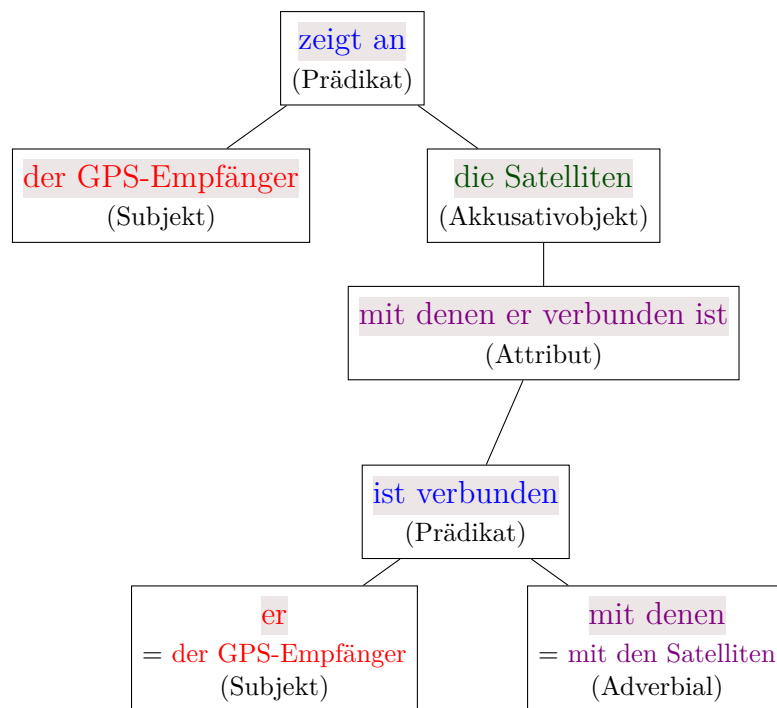 zeigt an
(Prädikat)
der GPS-Empfänger
(Subjekt)
die Satelliten
(Akkusativobjekt)
mit denen er verbunden ist
(Attribut)
ist verbunden
(Prädikat)
er
= der GPS-Empfänger
(Subjekt)
mit denen
= mit den Satelliten
(Adverbial)